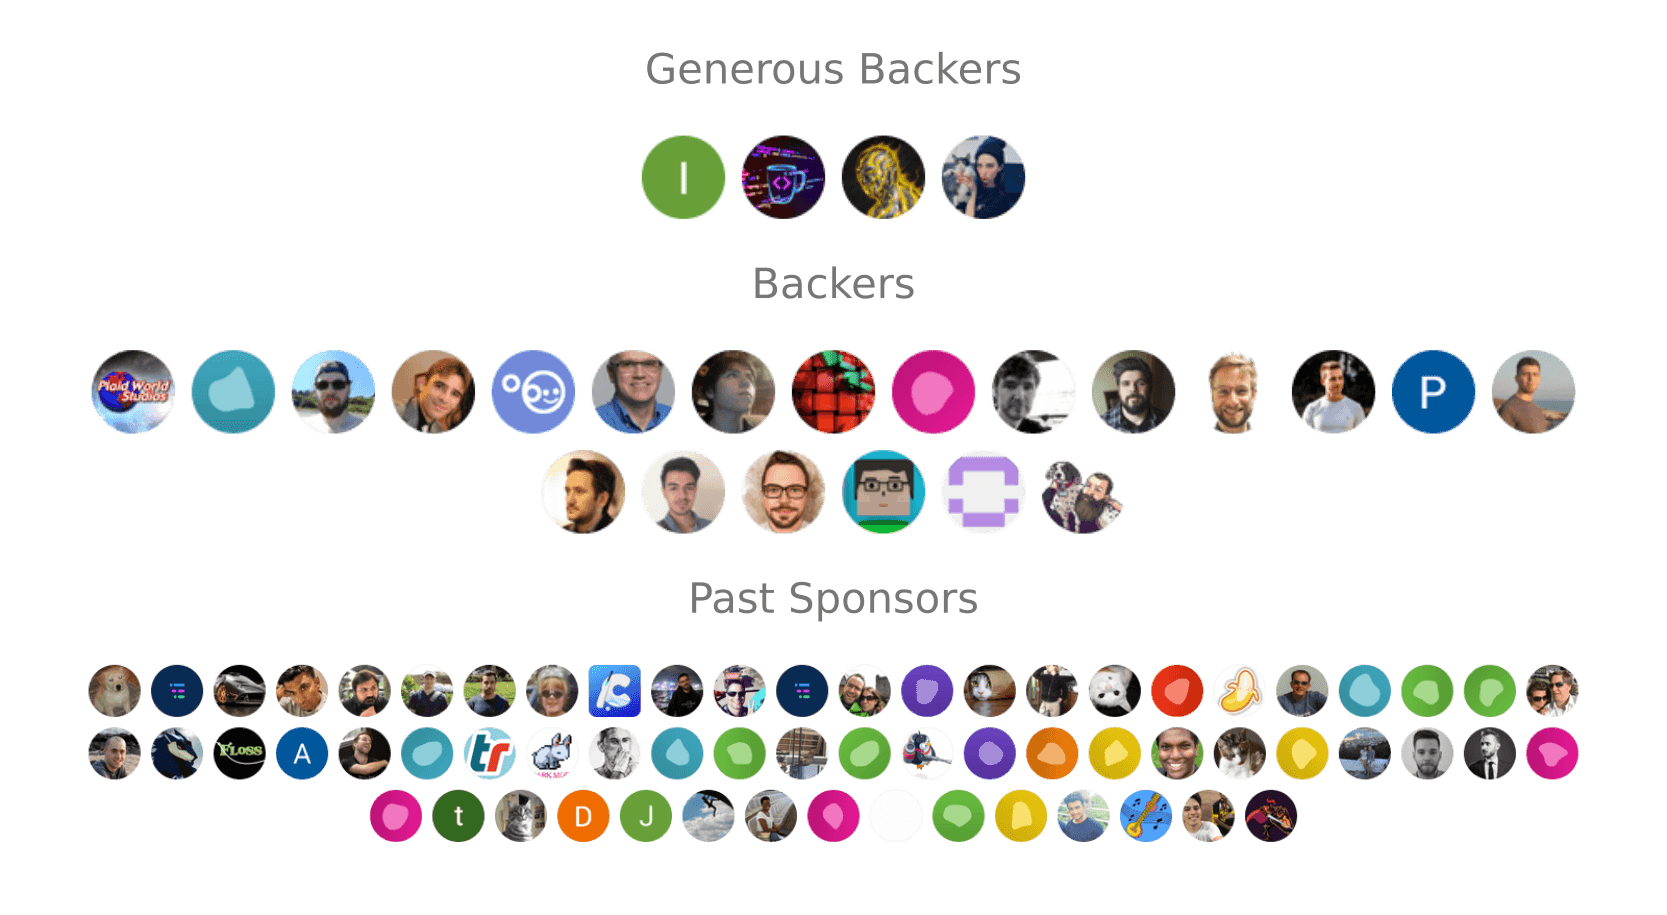 Generous Backers
I
Backers
Plaid World
Studios
P
Past Sponsors
FLOSS
A
tr
t
D
J